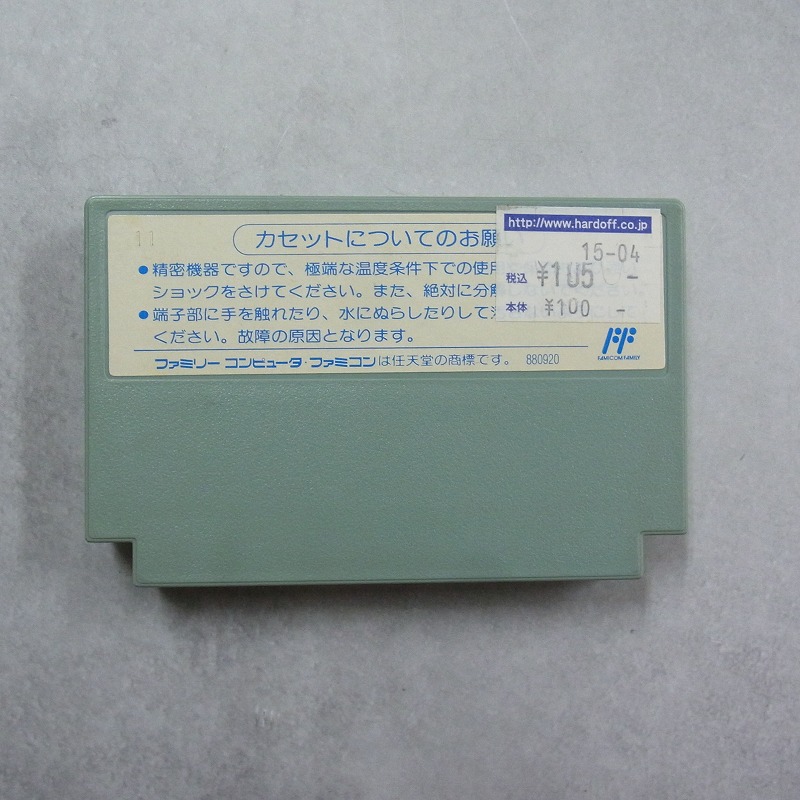 11
カセットについてのお願
http://www.hardoff.co.jp
15-04
税込 ¥105 -
本体 ¥100 -
●精密機器ですので、極端な温度条件下での使用
ショックをさけてください。また、絶対に分解
●端子部に手を触れたり、水にぬらしたりして
ください。故障の原因となります。
FAMICOM FAMILY
ファミリー コンピュータ・ファミコンは任天堂の商標です。 880920